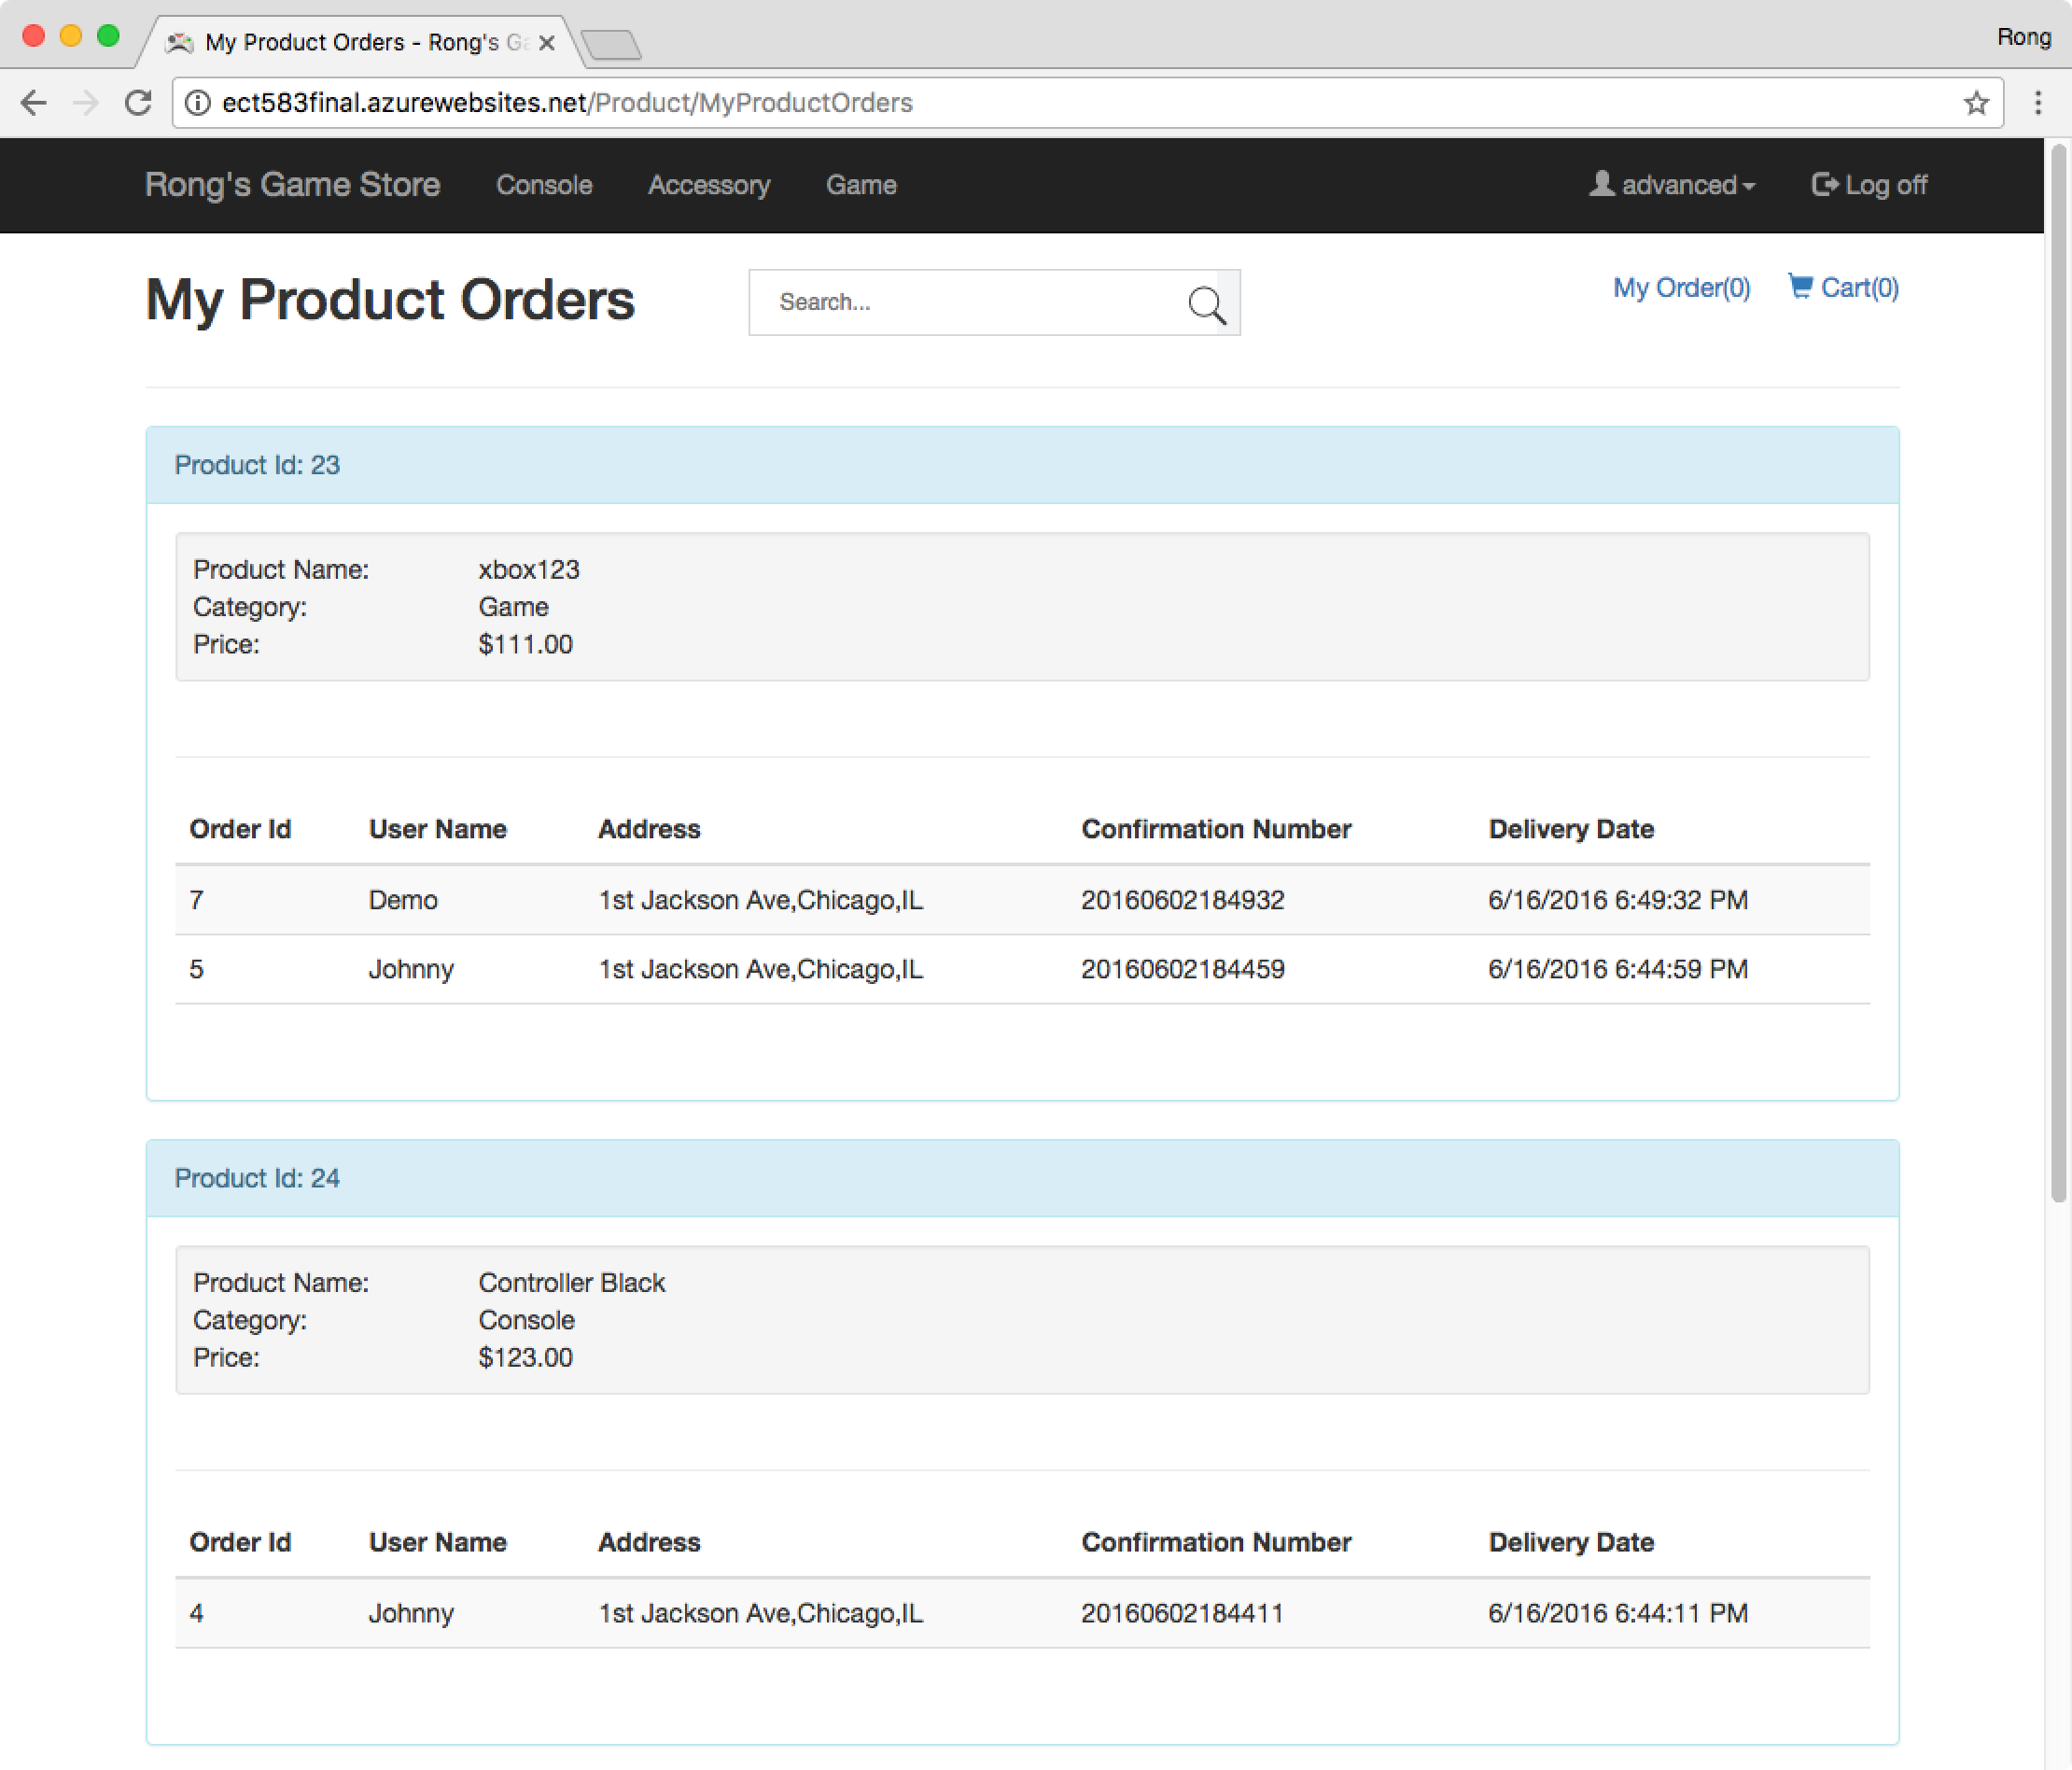 My Product Orders - Rong's Ga
Rong
ect583final.azurewebsites.net/Product/MyProductOrders
Rong's Game Store Console Accessory Game advanced Log off
My Product Orders Search... My Order(0) Cart(0)
Product Id: 23
Product Name: xbox123
Category: Game
Price: $111.00
Order Id User Name Address Confirmation Number Delivery Date
7 Demo 1st Jackson Ave,Chicago,IL 20160602184932 6/16/2016 6:49:32 PM
5 Johnny 1st Jackson Ave,Chicago,IL 20160602184459 6/16/2016 6:44:59 PM
Product Id: 24
Product Name: Controller Black
Category: Console
Price: $123.00
Order Id User Name Address Confirmation Number Delivery Date
4 Johnny 1st Jackson Ave,Chicago,IL 20160602184411 6/16/2016 6:44:11 PM